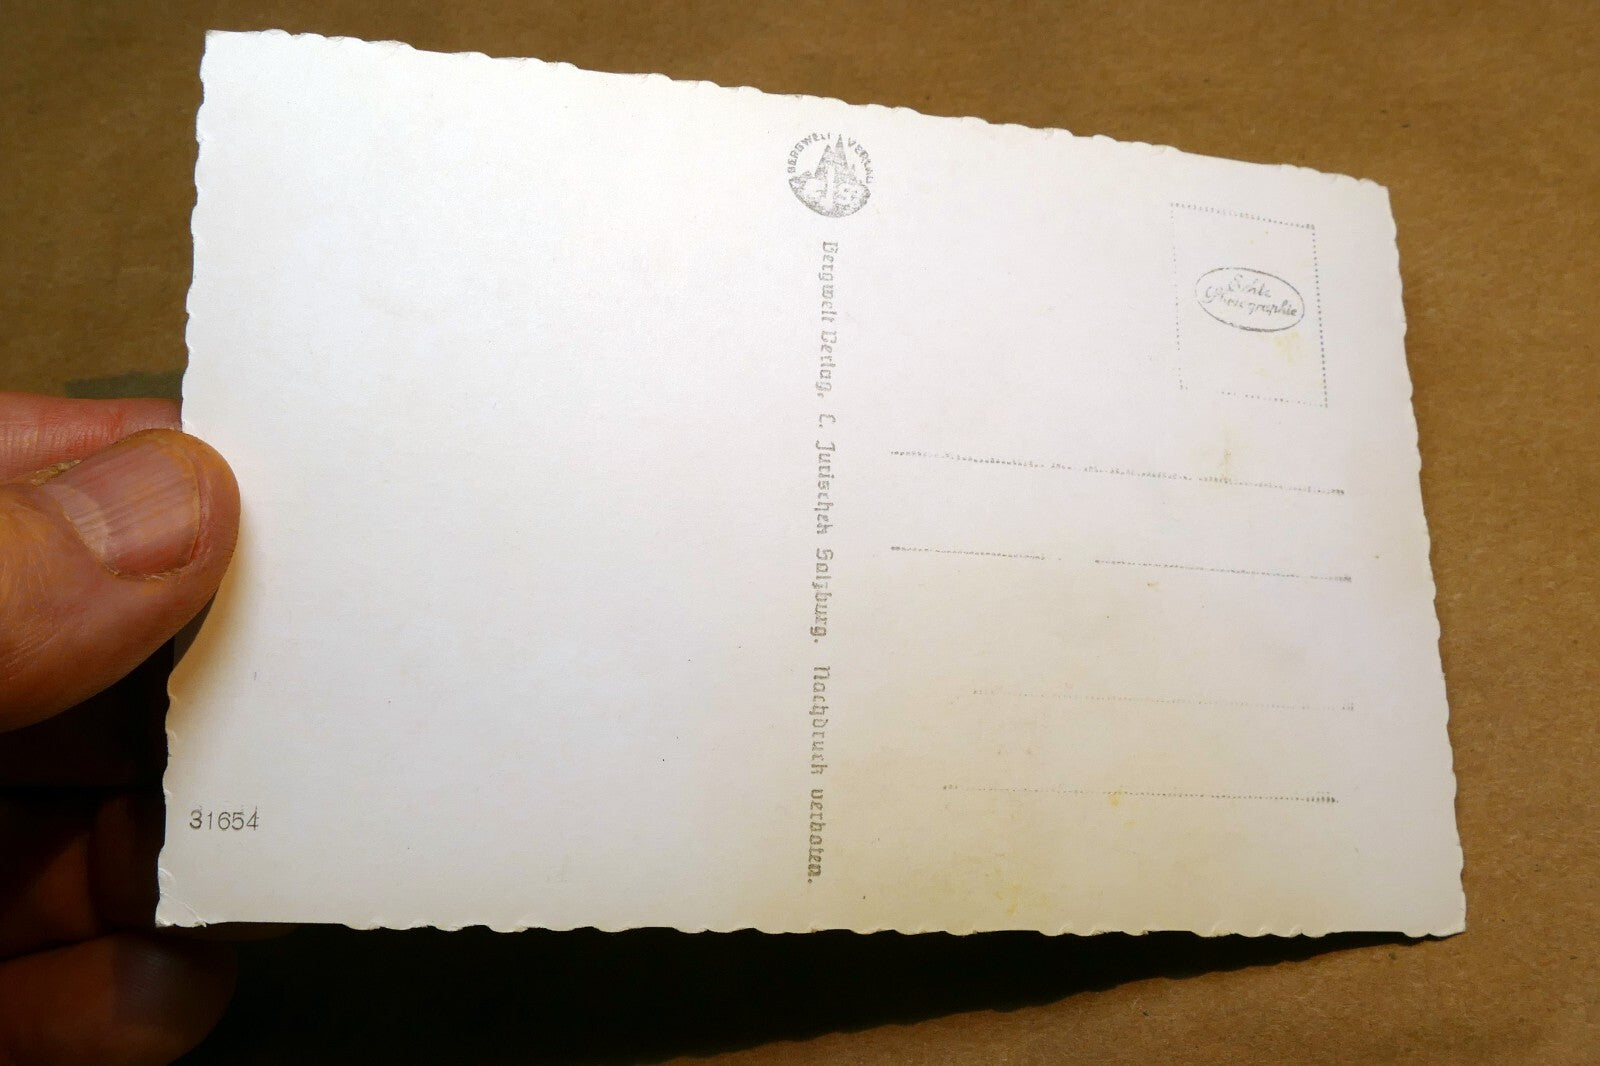 BERGWELT VERLAG
Bergwelt Verlag, C. Jurischek Salzburg. Nachdruck verboten.
Echte
Photographie
31654